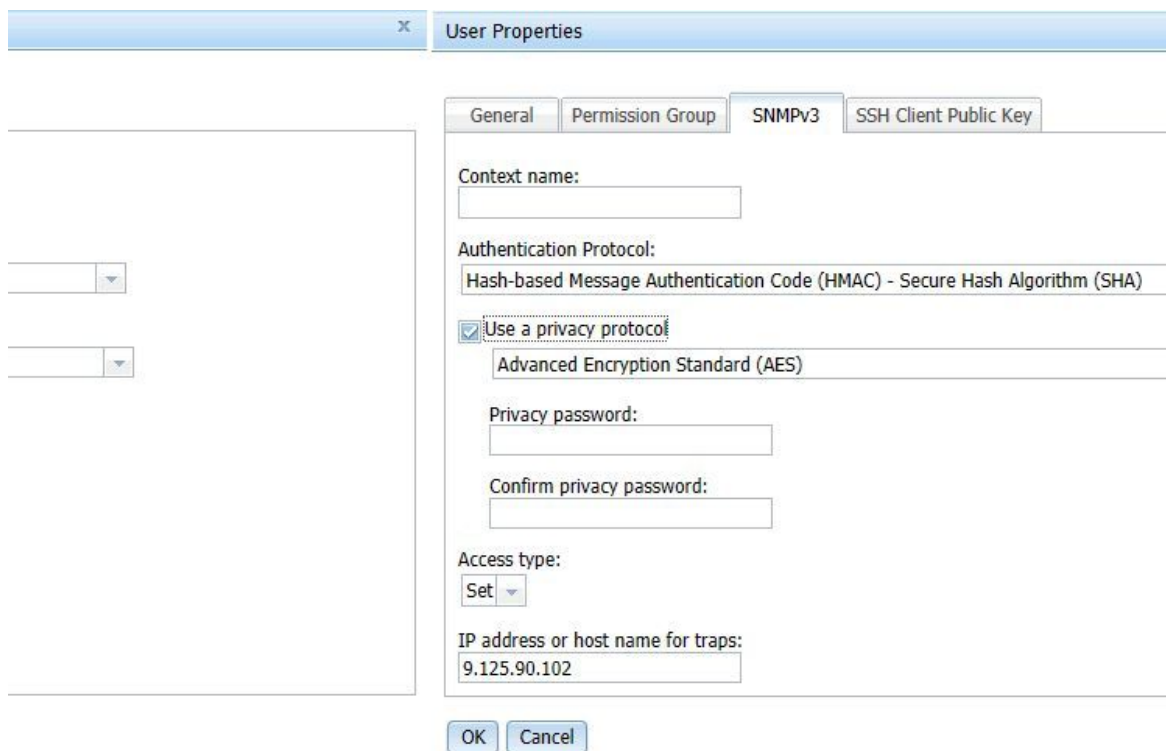 x
User Properties
General Permission Group SNMPv3 SSH Client Public Key
Context name:
Authentication Protocol:
Hash-based Message Authentication Code (HMAC) - Secure Hash Algorithm (SHA)
Use a privacy protocol
Advanced Encryption Standard (AES)
Privacy password:
Confirm privacy password:
Access type:
Set
IP address or host name for traps:
9.125.90.102
OK Cancel